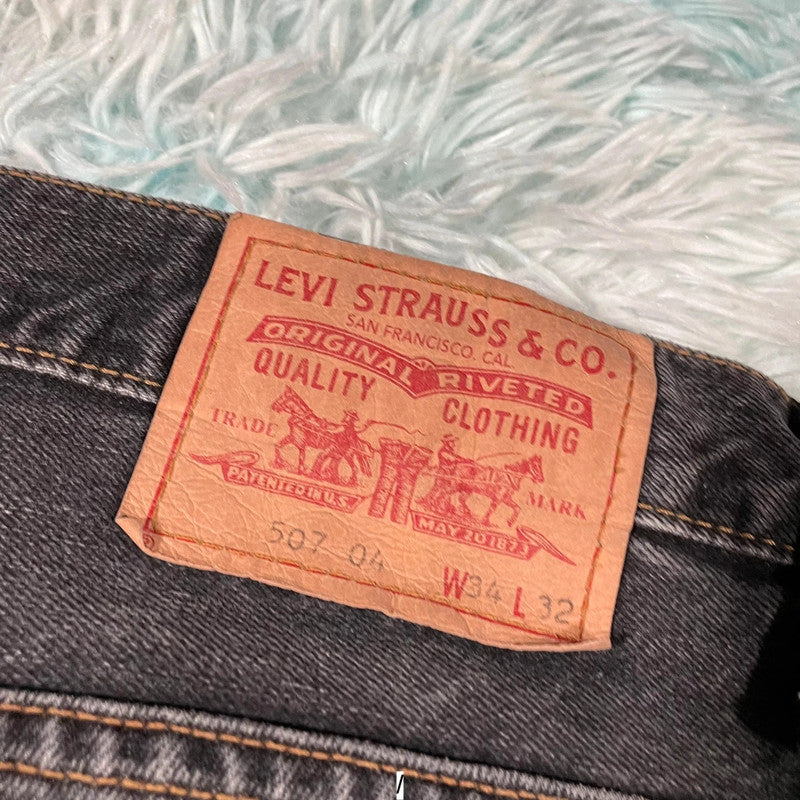 LEVI STRAUSS & CO.
SAN FRANCISCO, CAL.
ORIGINAL RIVETED
QUALITY CLOTHING
TRADE MARK
PATENTED IN U.S. MAY 20 1873
507 04 W34 L 32